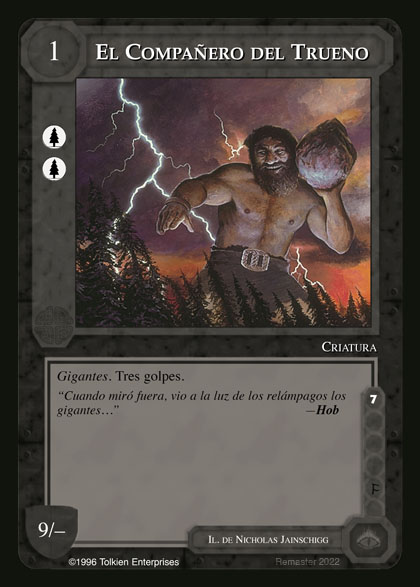 1
El Compañero del Trueno
Criatura
Gigantes. Tres golpes.
“Cuando miró fuera, vio a la luz de los relámpagos los
gigantes…” –Hob
7
F
9/–
Il. de Nicholas Jainschigg
©1996 Tolkien Enterprises
Remaster 2022